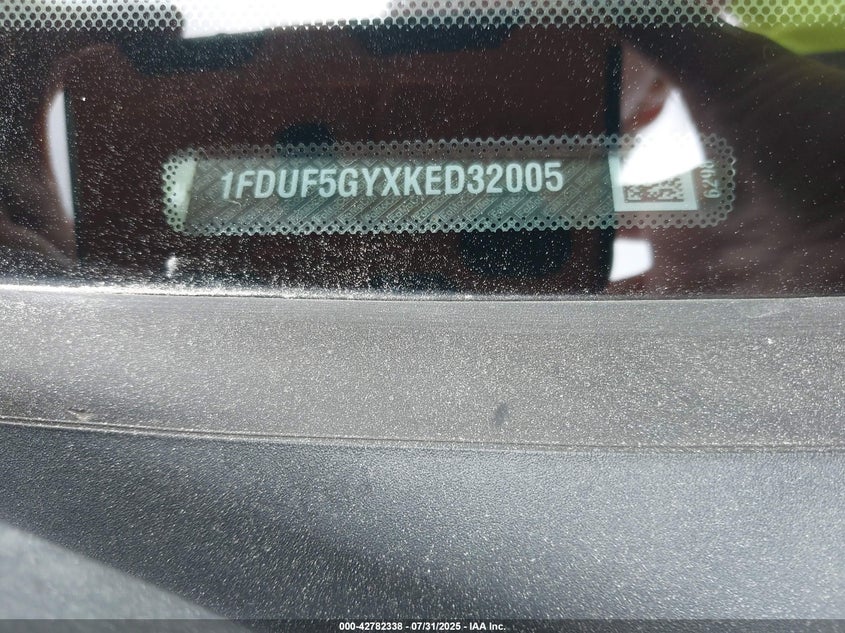 1FDUF5GYXKED32005
000-42782338 - 07/31/2025 - IAA Inc.